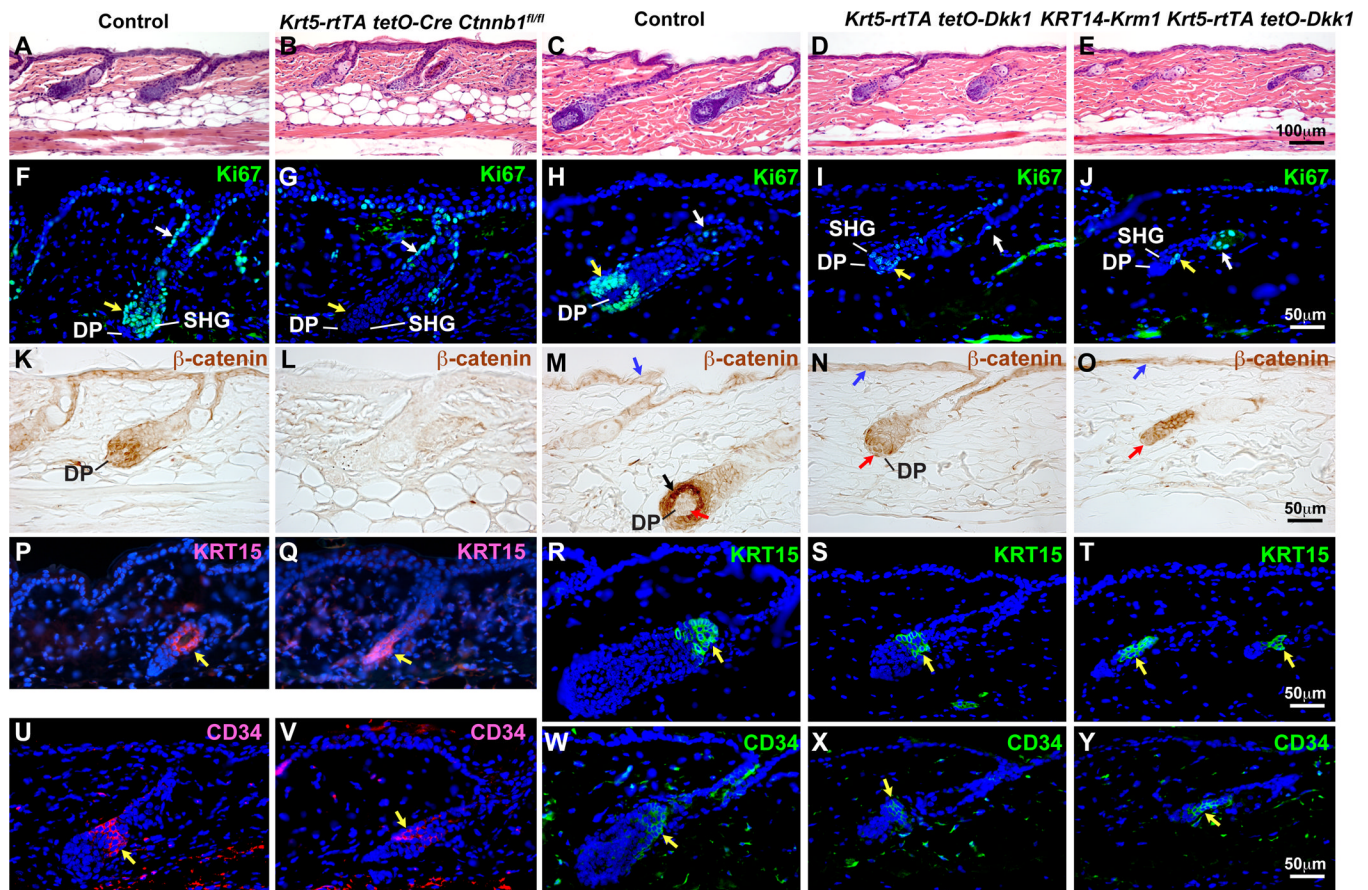 Control
Krt5-rtTA tetO-Cre Ctnnb1fl/fl
Control
Krt5-rtTA tetO-Dkk1
KRT14-Krm1 Krt5-rtTA tetO-Dkk1
A
B
C
D
E
100μm
F
Ki67
DP
SHG
G
Ki67
DP
SHG
H
Ki67
DP
I
Ki67
SHG
DP
J
Ki67
SHG
DP
50μm
K
β-catenin
DP
L
β-catenin
M
β-catenin
DP
N
β-catenin
DP
O
β-catenin
50μm
P
KRT15
Q
KRT15
R
KRT15
S
KRT15
T
KRT15
50μm
U
CD34
V
CD34
W
CD34
X
CD34
Y
CD34
50μm